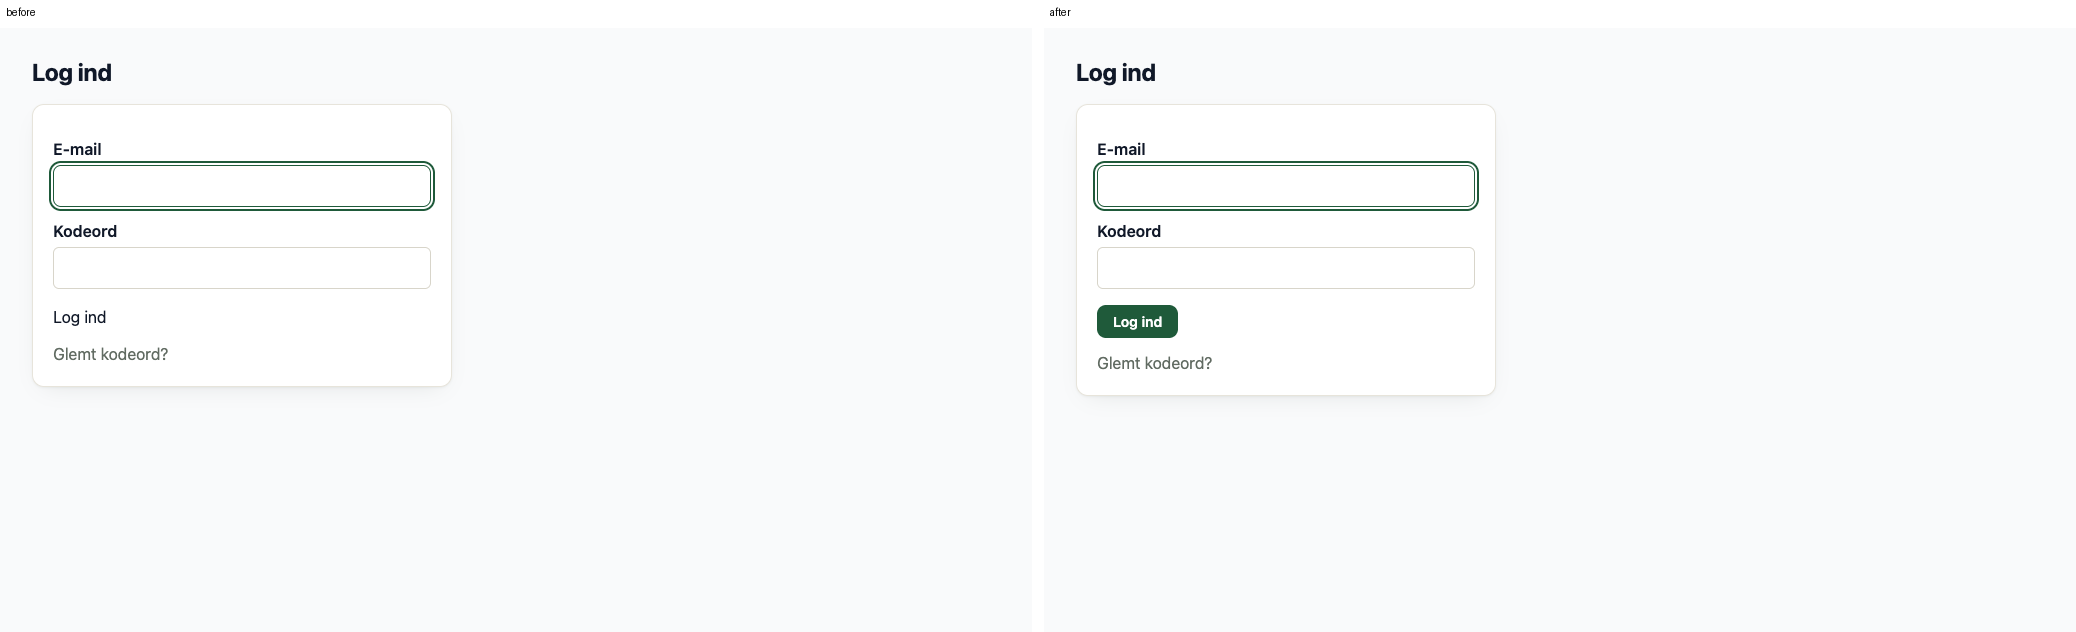 before
Log ind
E-mail
Kodeord
Log ind
Glemt kodeord?
after
Log ind
E-mail
Kodeord
Log ind
Glemt kodeord?